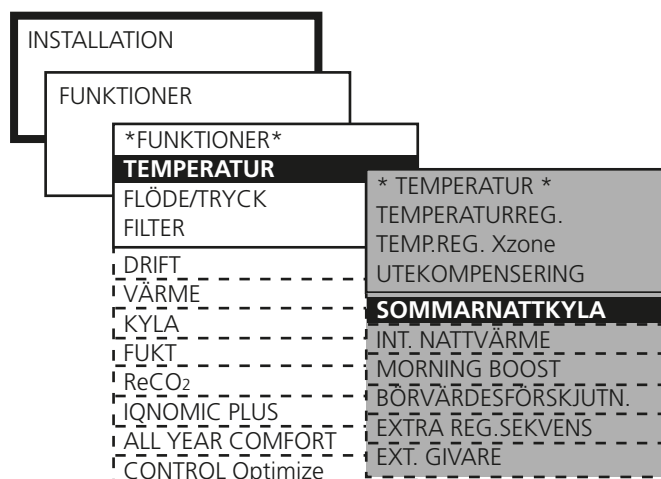 INSTALLATION
FUNKTIONER
*FUNKTIONER*
TEMPERATUR
FLÖDE/TRYCK
FILTER
DRIFT
VÄRME
KYLA
FUKT
ReCO₂
IQNOMIC PLUS
ALL YEAR COMFORT
CONTROL Optimize
* TEMPERATUR *
TEMPERATURREG.
TEMP.REG. Xzone
UTEKOMPENSERING
SOMMARNATTKYLA
INT. NATTVÄRME
MORNING BOOST
BÖRVÄRDESFÖRSKJUTN.
EXTRA REG.SEKVENS
EXT. GIVARE